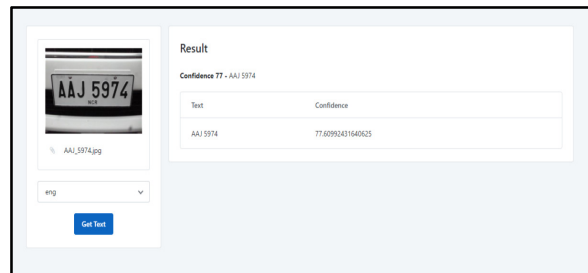 AAJ 5974
NCR
AAJ_5974.jpg
eng
Get Text
Result
Confidence 77 - AAJ 5974
Text Confidence
AAJ 5974 77.60992431640625